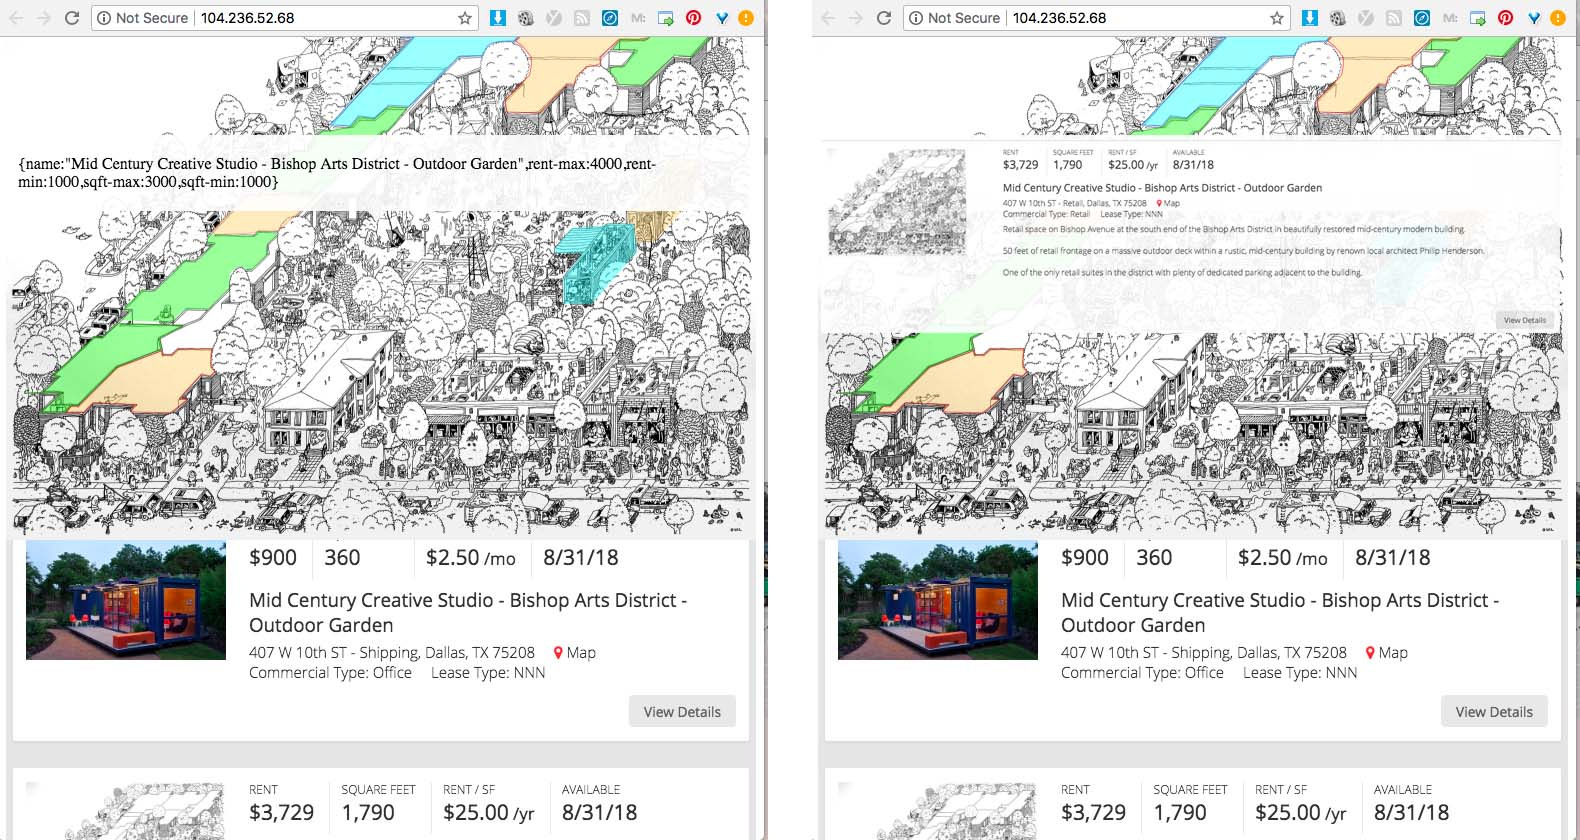 Not Secure 104.236.52.68 M:
{name:"Mid Century Creative Studio - Bishop Arts District - Outdoor Garden",rent-max:4000,rent-
min:1000,sqft-max:3000,sqft-min:1000}
$900 360 $2.50 /mo 8/31/18
Mid Century Creative Studio - Bishop Arts District -
Outdoor Garden
407 W 10th ST - Shipping, Dallas, TX 75208 Map
Commercial Type: Office Lease Type: NNN
View Details
RENT SQUARE FEET RENT / SF AVAILABLE
$3,729 1,790 $25.00 /yr 8/31/18
Not Secure 104.236.52.68 M:
RENT SQUARE FEET RENT / SF AVAILABLE
$3,729 1,790 $25.00 /yr 8/31/18
Mid Century Creative Studio - Bishop Arts District - Outdoor Garden
407 W 10th ST - Retail, Dallas, TX 75208 Map
Commercial Type: Retail Lease Type: NNN
Retail space on Bishop Avenue at the south end of the Bishop Arts District in beautifully restored mid-century modern building.
50 feet of retail frontage on a massive outdoor deck within a rustic, mid-century building by renown local architect Philip Henderson.
One of the only retail suites in the district with plenty of dedicated parking adjacent to the building.
View Details
$900 360 $2.50 /mo 8/31/18
Mid Century Creative Studio - Bishop Arts District -
Outdoor Garden
407 W 10th ST - Shipping, Dallas, TX 75208 Map
Commercial Type: Office Lease Type: NNN
View Details
RENT SQUARE FEET RENT / SF AVAILABLE
$3,729 1,790 $25.00 /yr 8/31/18